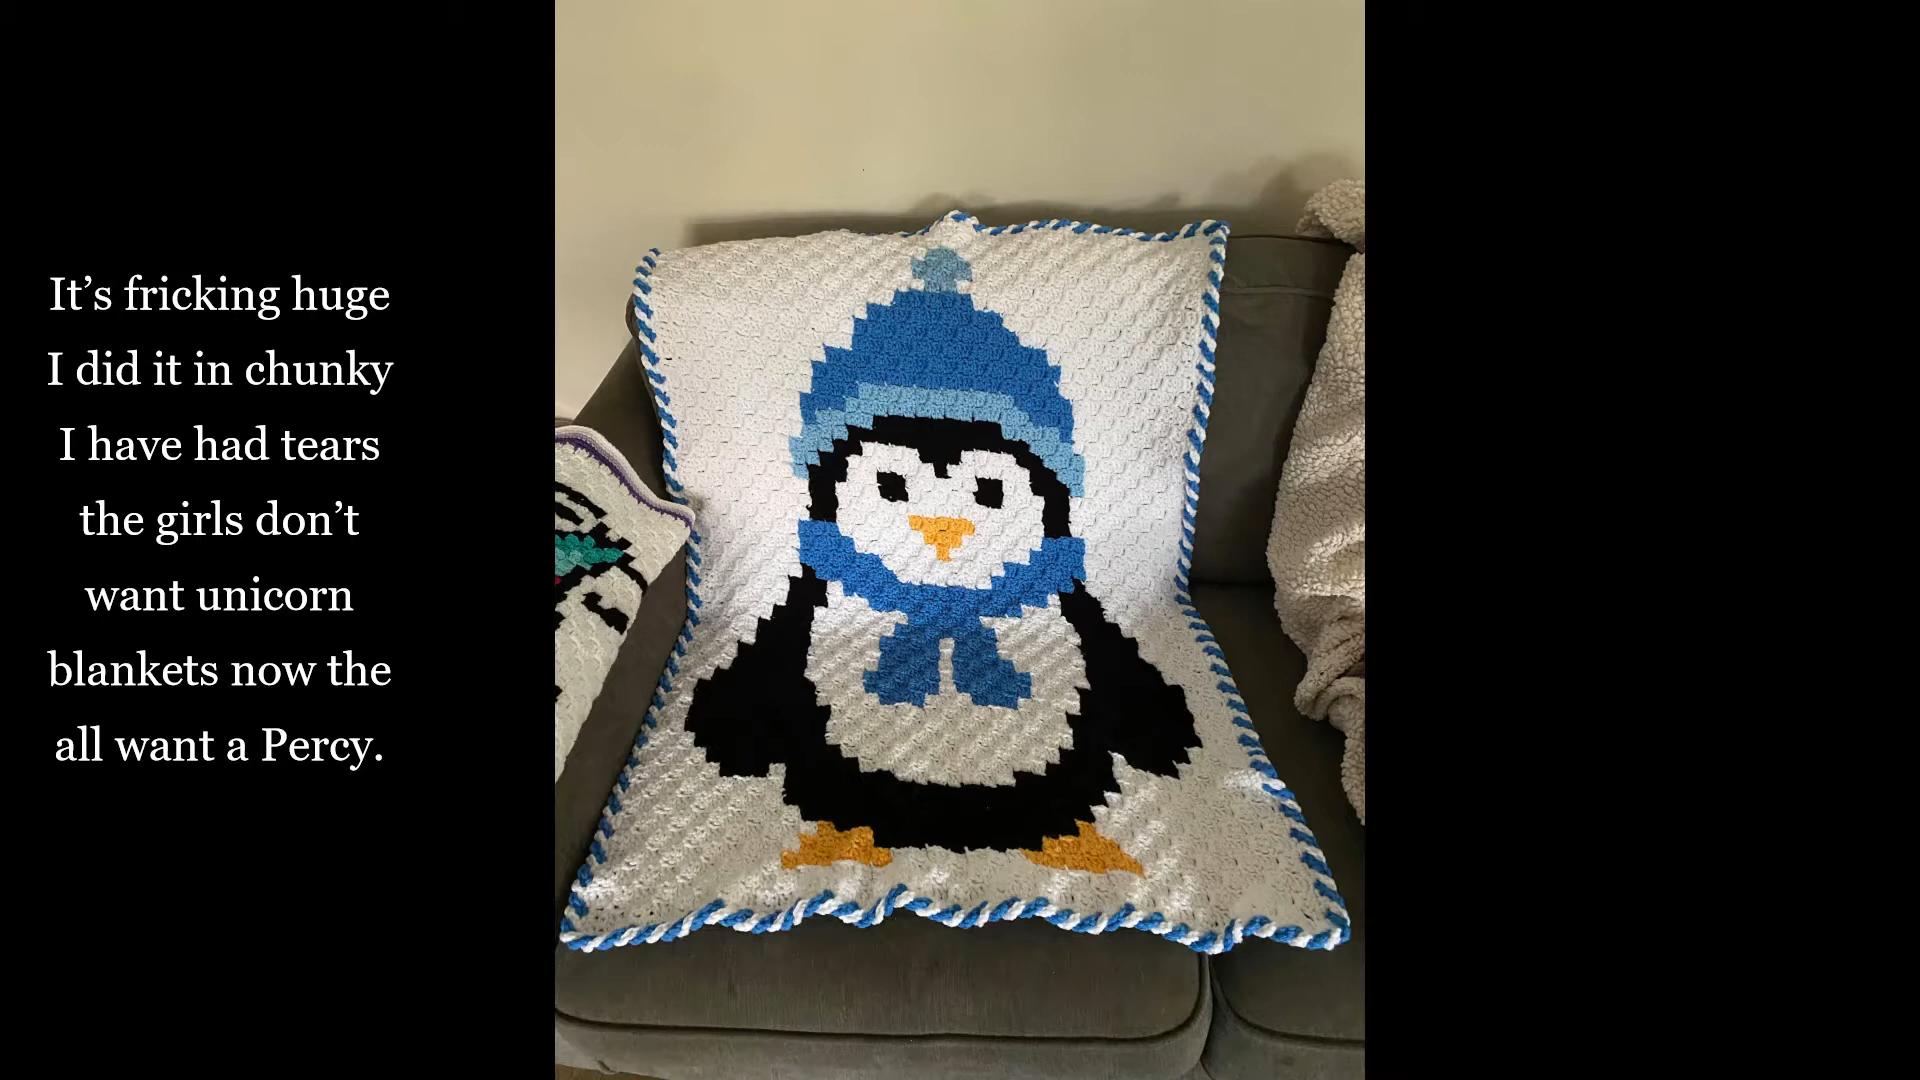 It’s fricking huge
I did it in chunky
I have had tears
the girls don’t
want unicorn
blankets now the
all want a Percy.